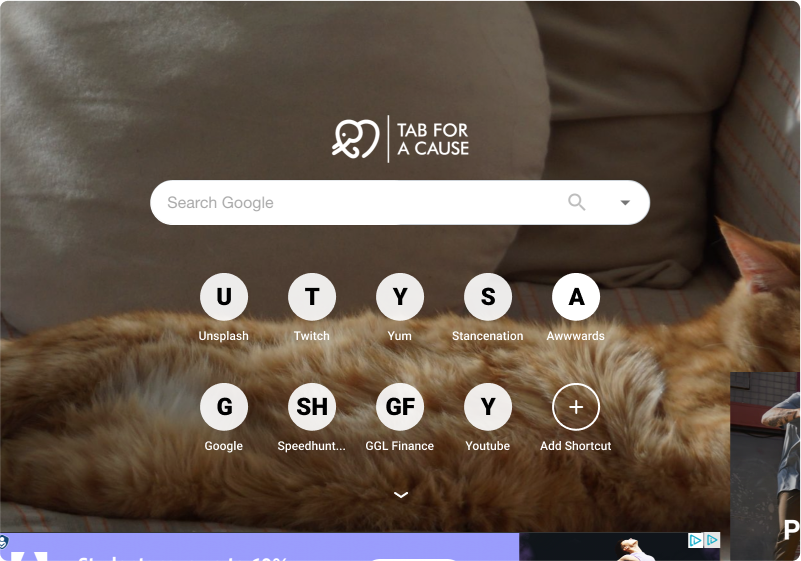 TAB FOR
A CAUSE
Search Google
U
T
Y
S
A
Unsplash
Twitch
Yum
Stancenation
Awwwards
G
SH
GF
Y
Google
Speedhunt...
GGL Finance
Youtube
Add Shortcut
P